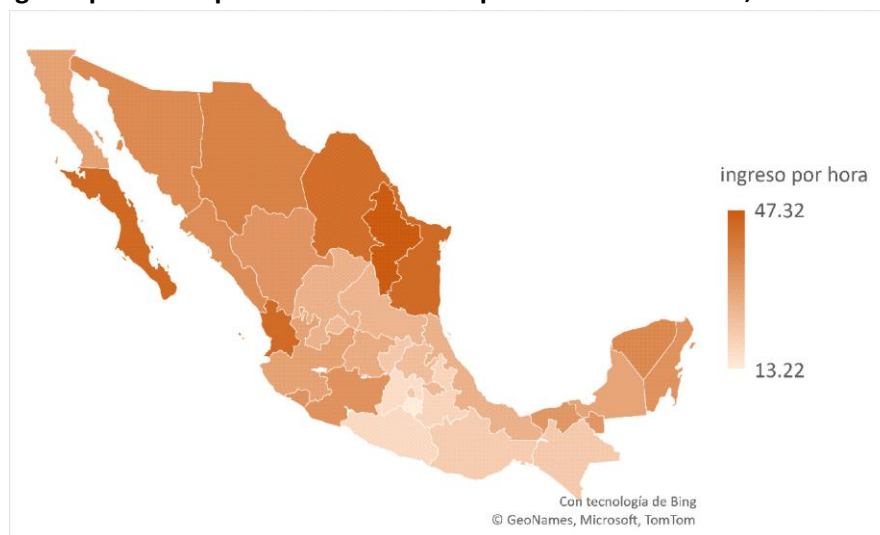 ingreso por hora
47.32
13.22
Con tecnología de Bing
© GeoNames, Microsoft, TomTom